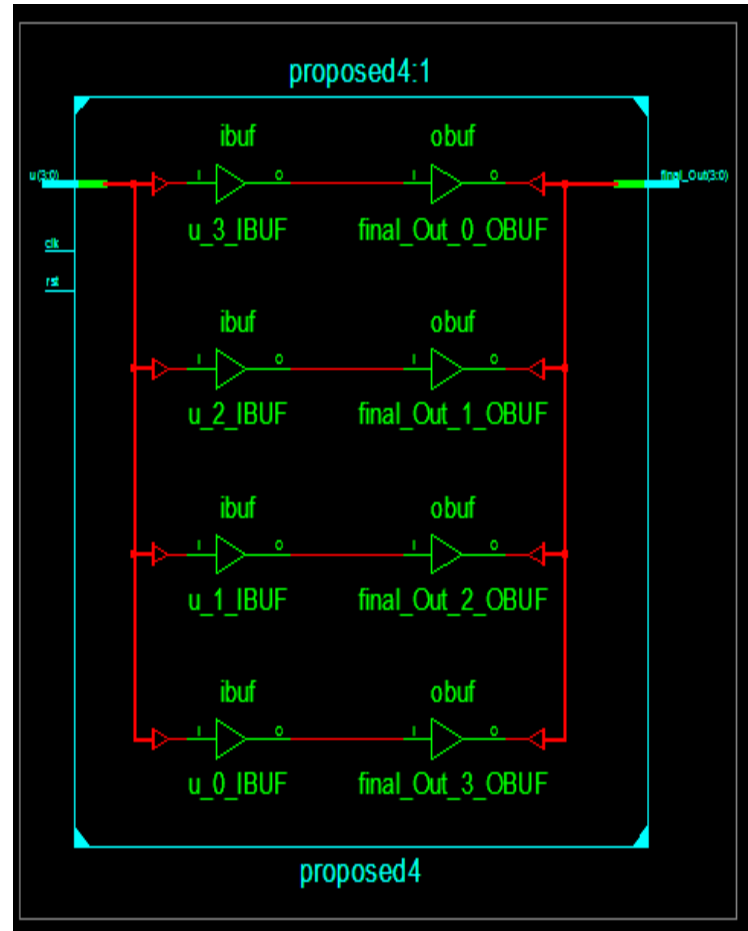 proposed4:1
ibuf obuf
u(3:0) I O I O final_Out(3:0)
u_3_IBUF final_Out_0_OBUF
clk
rst
ibuf obuf
I O I O
u_2_IBUF final_Out_1_OBUF
ibuf obuf
I O I O
u_1_IBUF final_Out_2_OBUF
ibuf obuf
I O I O
u_0_IBUF final_Out_3_OBUF
proposed4